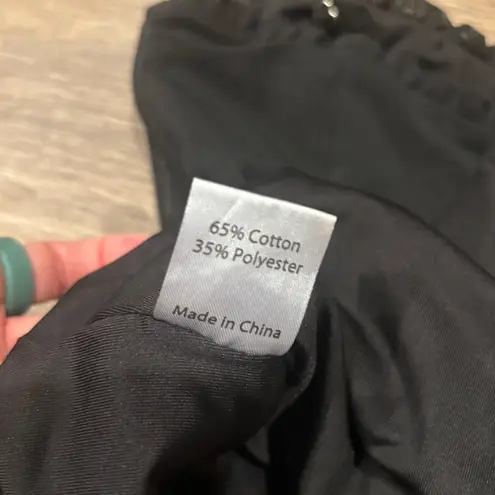 65% Cotton
35% Polyester
Made in China